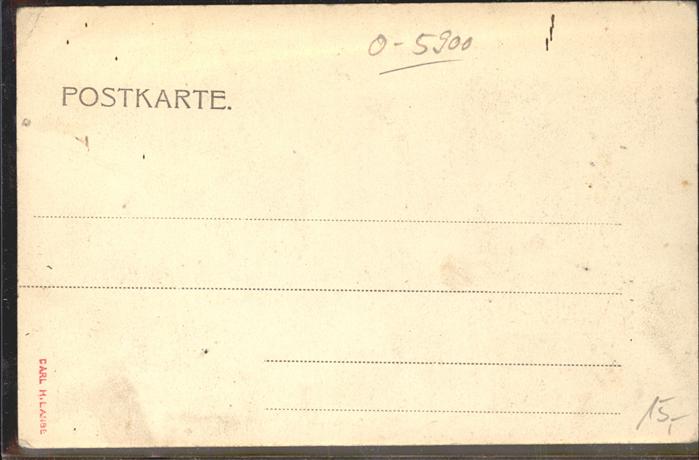 O-5900
POSTKARTE.
CARL H. LANGE
15,-